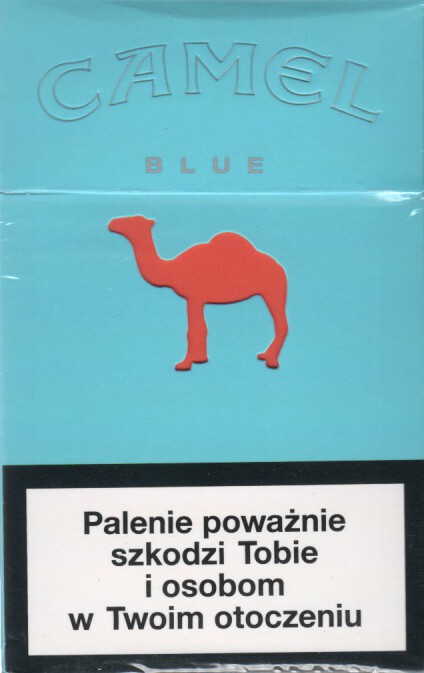 CAMEL
BLUE
Palenie poważnie
szkodzi Tobie
i osobom
w Twoim otoczeniu